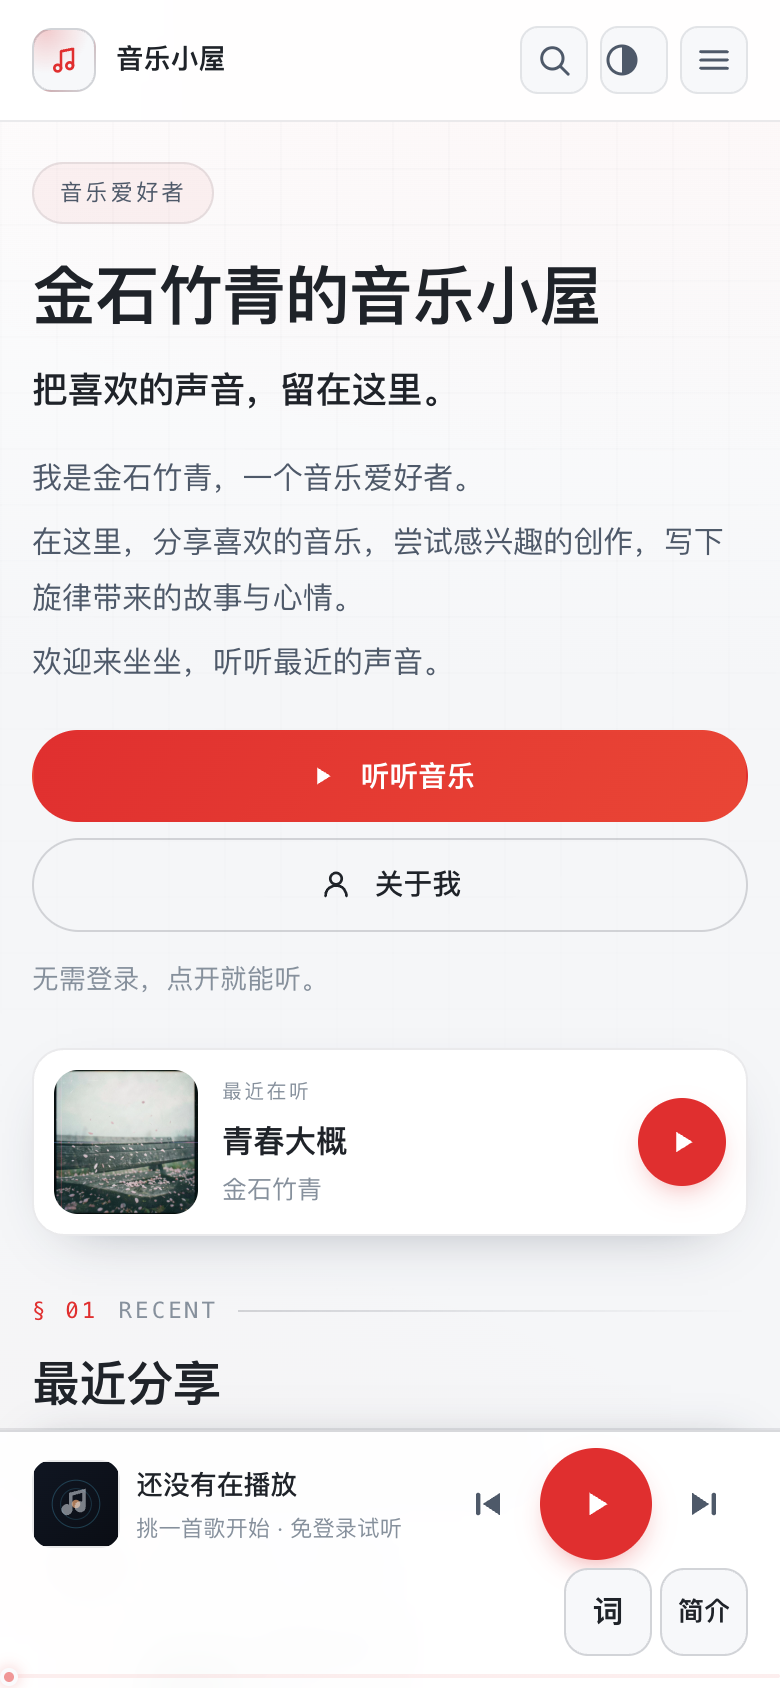 音乐小屋
音乐爱好者
金石竹青的音乐小屋
把喜欢的声音，留在这里。
我是金石竹青，一个音乐爱好者。
在这里，分享喜欢的音乐，尝试感兴趣的创作，写下
旋律带来的故事与心情。
欢迎来坐坐，听听最近的声音。
听听音乐
关于我
无需登录，点开就能听。
最近在听
青春大概
金石竹青
§ 01 RECENT
最近分享
还没有在播放
挑一首歌开始 · 免登录试听
词
简介